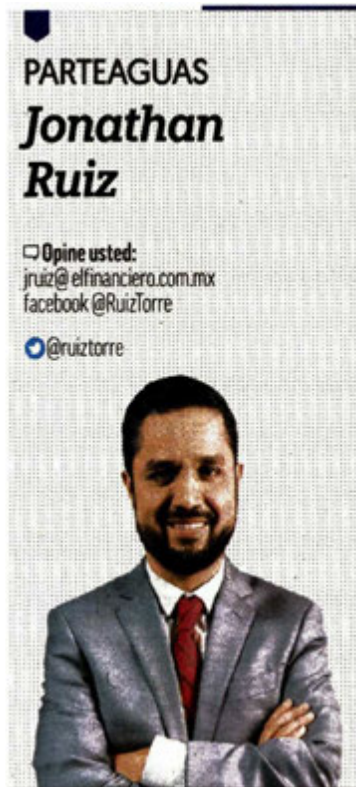 PARTEAGUAS
Jonathan
Ruiz
Opine usted:
jruiz@elfinanciero.com.mx
facebook @RuizTorre
@ruiztorre